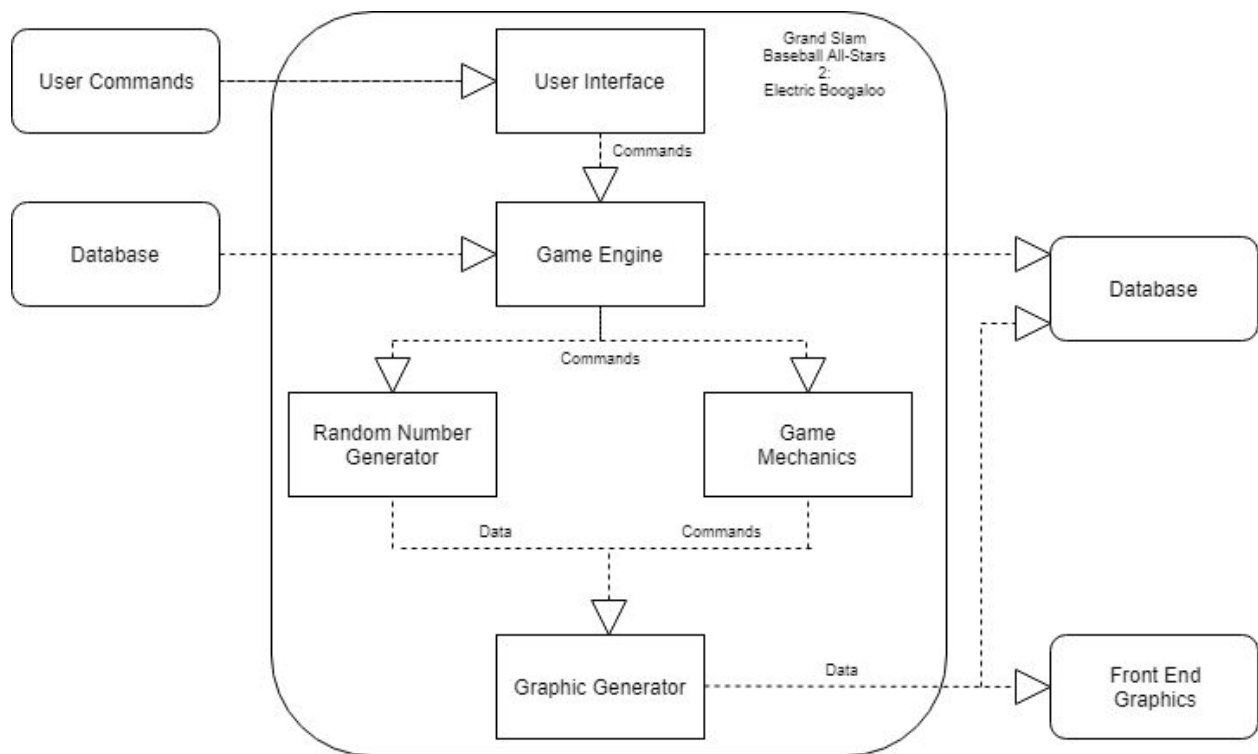 User Commands
User Interface
Grand Slam
Baseball All-Stars
2:
Electric Boogaloo
Commands
Database
Game Engine
Database
Commands
Random Number
Generator
Game
Mechanics
Data
Commands
Graphic Generator
Data
Front End
Graphics